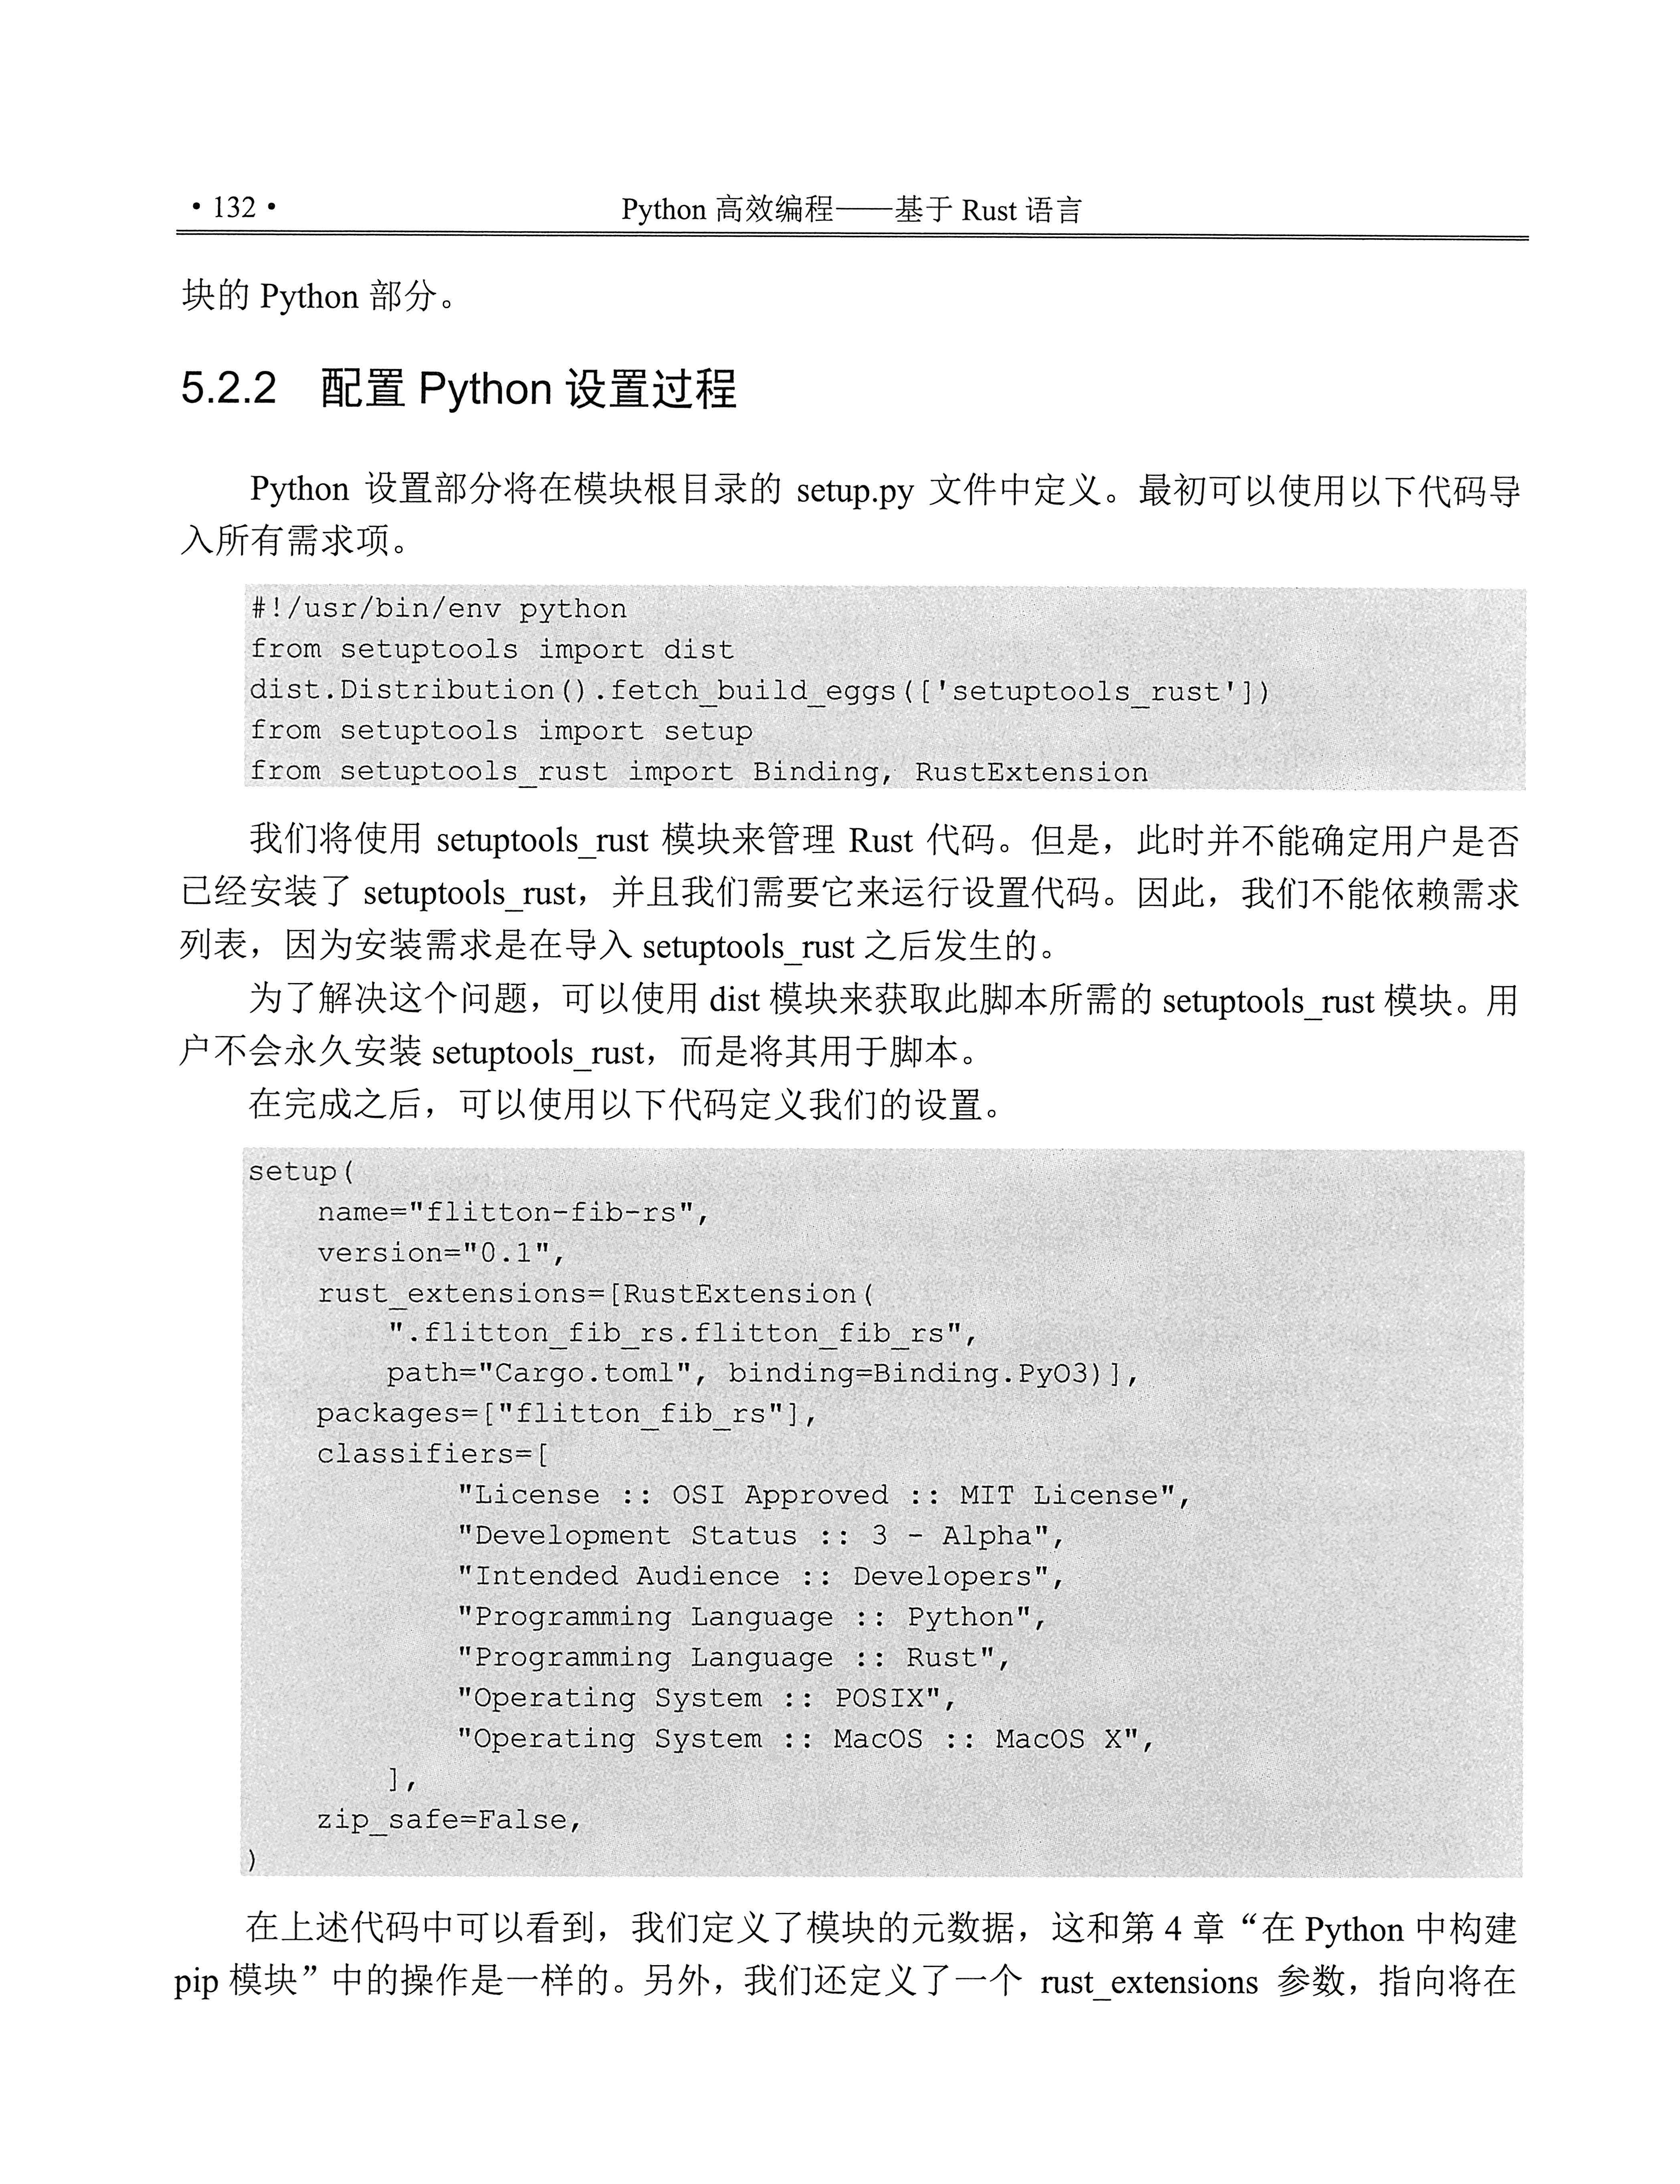 • 132 •
Python 高效编程——基于 Rust 语言
块的 Python 部分。
5.2.2 配置 Python 设置过程
Python 设置部分将在模块根目录的 setup.py 文件中定义。最初可以使用以下代码导
入所有需求项。
#!/usr/bin/env python
from setuptools import dist
dist.Distribution().fetch_build_eggs(['setuptools_rust'])
from setuptools import setup
from setuptools_rust import Binding, RustExtension
我们将使用 setuptools_rust 模块来管理 Rust 代码。但是，此时并不能确定用户是否
己经安装了 setuptools_rust，并且我们需要它来运行设置代码。因此，我们不能依赖需求
列表，因为安装需求是在导入 setuptools_rust 之后发生的。
为了解决这个问题，可以使用 dist 模块来获取此脚本所需的 setuptools_rust 模块。用
户不会永久安装 setuptools_rust，而是将其用于脚本。
在完成之后，可以使用以下代码定义我们的设置。
setup(
    name="flitton-fib-rs",
    version="0.1",
    rust_extensions=[RustExtension(
        ".flitton_fib_rs.flitton_fib_rs",
        path="Cargo.toml", binding=Binding.PyO3)],
    packages=["flitton_fib_rs"],
    classifiers=[
            "License :: OSI Approved :: MIT License",
            "Development Status :: 3 - Alpha",
            "Intended Audience :: Developers",
            "Programming Language :: Python",
            "Programming Language :: Rust",
            "Operating System :: POSIX",
            "Operating System :: MacOS :: MacOS X",
        ],
    zip_safe=False,
)
在上述代码中可以看到，我们定义了模块的元数据，这和第 4 章“在 Python 中构建
pip 模块”中的操作是一样的。另外，我们还定义了一个 rust_extensions 参数，指向将在